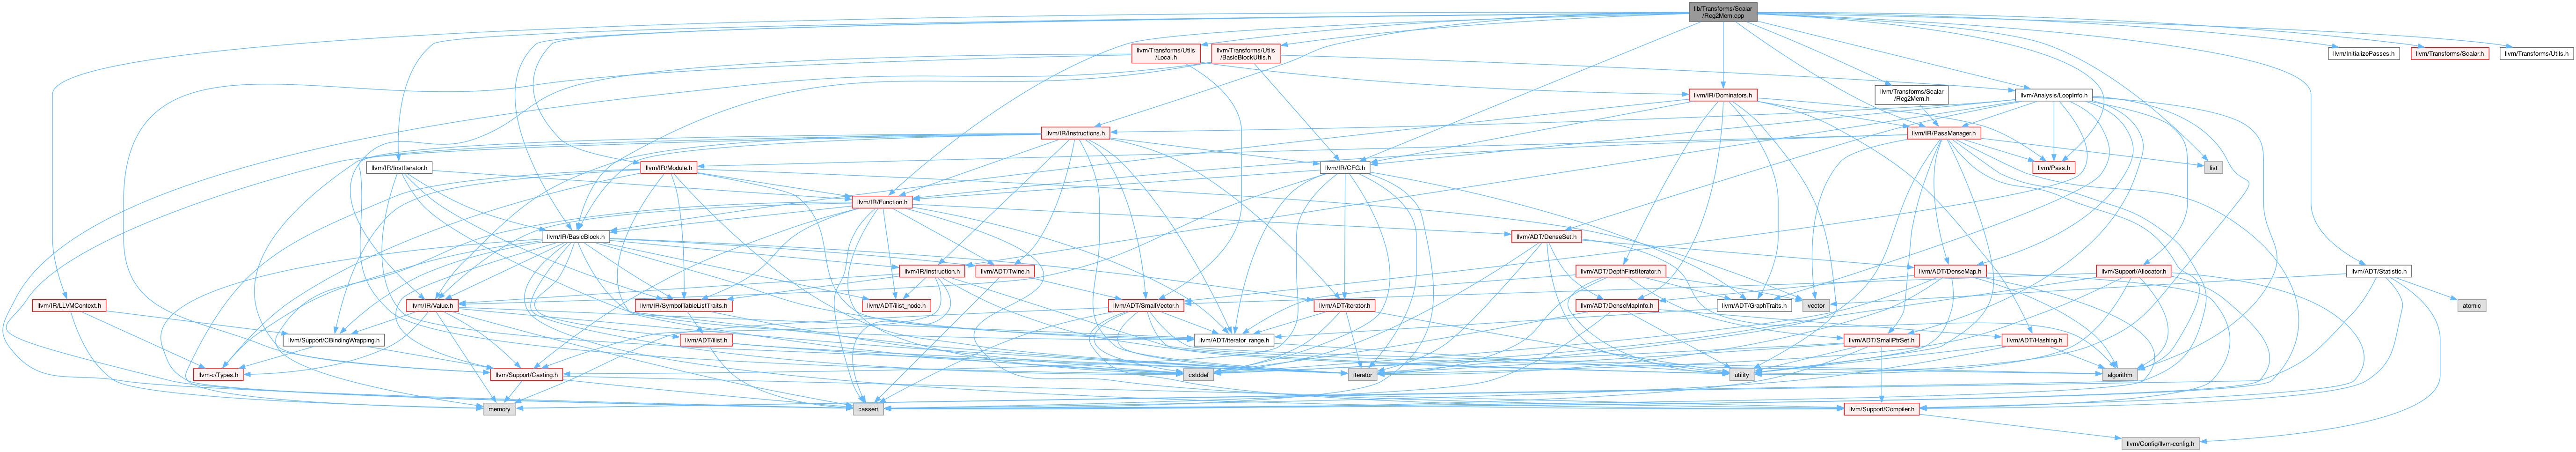 lib/Transforms/Scalar
/Reg2Mem.cpp
llvm/Transforms/Utils
/Local.h
llvm/Transforms/Utils
/BasicBlockUtils.h
llvm/InitializePasses.h
llvm/Transforms/Scalar.h
llvm/Transforms/Utils.h
llvm/IR/Dominators.h
llvm/Transforms/Scalar
/Reg2Mem.h
llvm/Analysis/LoopInfo.h
llvm/IR/Instructions.h
llvm/IR/PassManager.h
llvm/IR/InstIterator.h
llvm/IR/Module.h
llvm/IR/CFG.h
llvm/Pass.h
list
llvm/IR/Function.h
llvm/IR/BasicBlock.h
llvm/ADT/DenseSet.h
llvm/IR/Instruction.h
llvm/ADT/Twine.h
llvm/ADT/DepthFirstIterator.h
llvm/ADT/DenseMap.h
llvm/Support/Allocator.h
llvm/ADT/Statistic.h
llvm/IR/LLVMContext.h
llvm/IR/Value.h
llvm/IR/SymbolTableListTraits.h
llvm/ADT/ilist_node.h
llvm/ADT/SmallVector.h
llvm/ADT/iterator.h
llvm/ADT/DenseMapInfo.h
llvm/ADT/GraphTraits.h
vector
atomic
llvm/Support/CBindingWrapping.h
llvm/ADT/ilist.h
llvm/ADT/iterator_range.h
llvm/ADT/SmallPtrSet.h
llvm/ADT/Hashing.h
llvm-c/Types.h
llvm/Support/Casting.h
cstddef
iterator
utility
algorithm
memory
cassert
llvm/Support/Compiler.h
llvm/Config/llvm-config.h